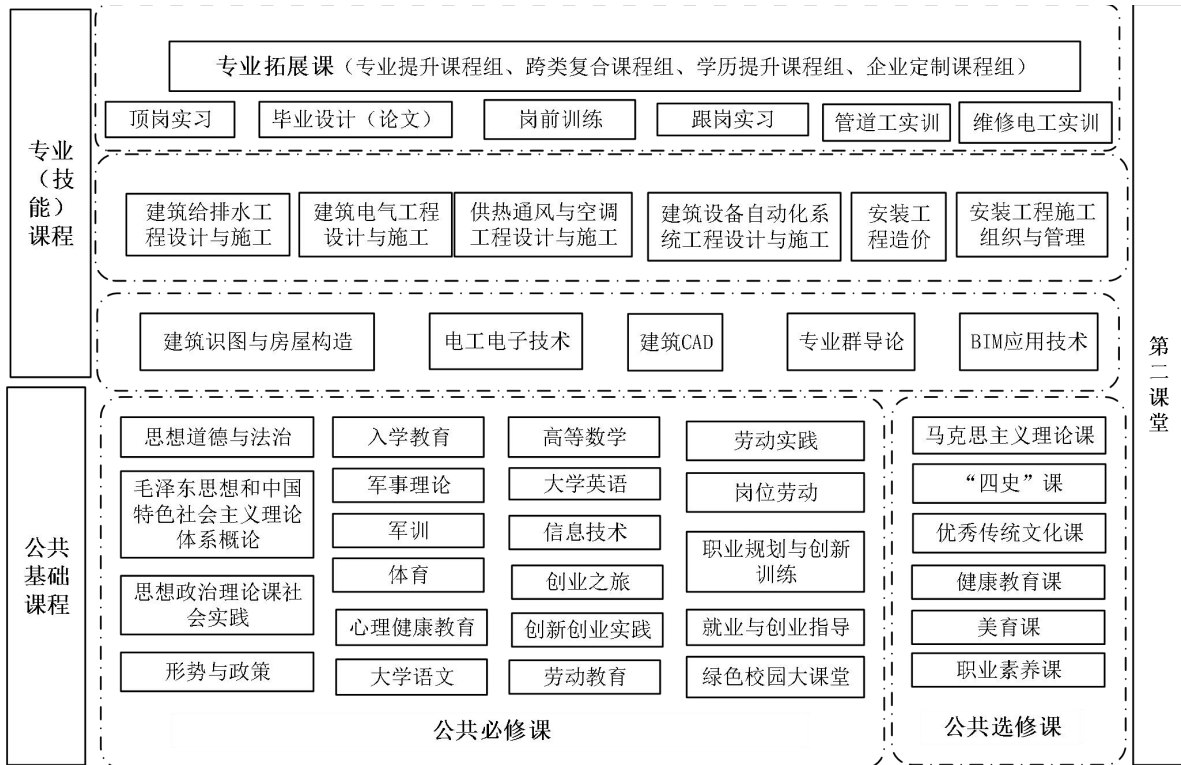 专业
（技
能）
课程
专业拓展课（专业提升课程组、跨类复合课程组、学历提升课程组、企业定制课程组）
顶岗实习
毕业设计（论文）
岗前训练
跟岗实习
管道工实训
维修电工实训
建筑给排水工
程设计与施工
建筑电气工程
设计与施工
供热通风与空调
工程设计与施工
建筑设备自动化系
统工程设计与施工
安装工
程造价
安装工程施工
组织与管理
建筑识图与房屋构造
电工电子技术
建筑CAD
专业群导论
BIM应用技术
公共
基础
课程
思想道德与法治
毛泽东思想和中国
特色社会主义理论
体系概论
思想政治理论课社
会实践
形势与政策
入学教育
军事理论
军训
体育
心理健康教育
大学语文
高等数学
大学英语
信息技术
创业之旅
创新创业实践
劳动教育
劳动实践
岗位劳动
职业规划与创新
训练
就业与创业指导
绿色校园大课堂
公共必修课
马克思主义理论课
“四史”课
优秀传统文化课
健康教育课
美育课
职业素养课
公共选修课
第
二
课
堂